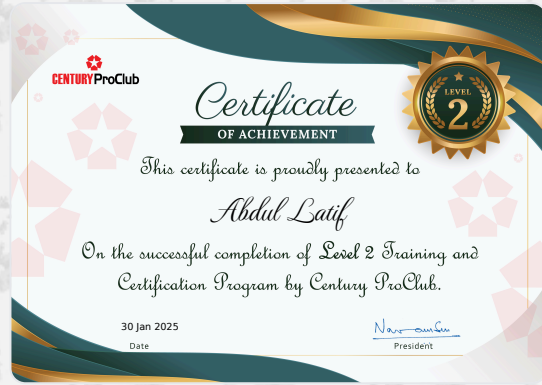 CENTURY ProClub
Certificate
OF ACHIEVEMENT
LEVEL
2
This certificate is proudly presented to
Abdul Latif
On the successful completion of Level 2 Training and
Certification Program by Century ProClub.
30 Jan 2025
Date
President